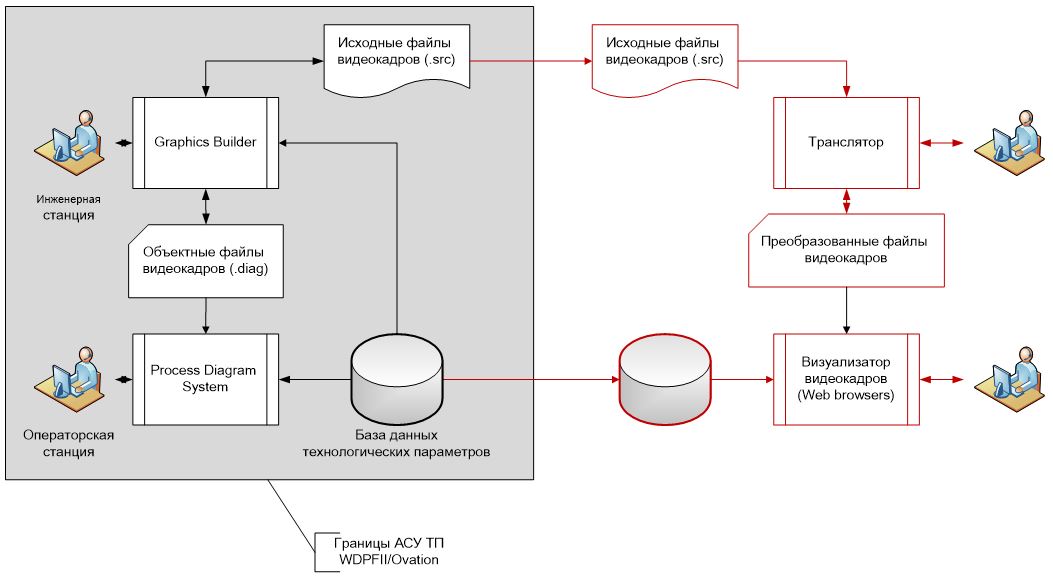 Исходные файлы
видеокадров (.src)
Исходные файлы
видеокадров (.src)
Graphics Builder
Транслятор
Инженерная
станция
Объектные файлы
видеокадров (.diag)
Преобразованные файлы
видеокадров
Process Diagram
System
Визуализатор
видеокадров
(Web browsers)
Операторская
станция
База данных
технологических параметров
Границы АСУ ТП
WDPFII/Ovation